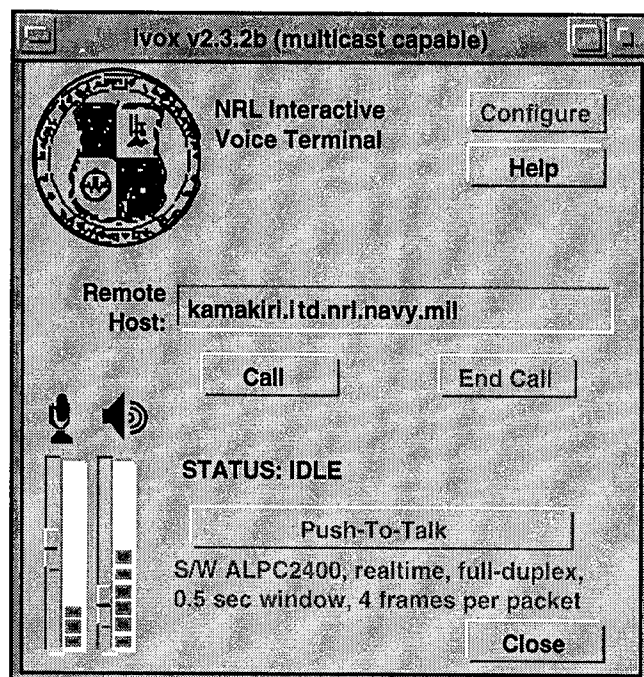 ivox v2.3.2b (multicast capable)
NRL Interactive
Voice Terminal
Configure
Help
Remote
Host:
kamakiri.itd.nrl.navy.mil
Call
End Call
STATUS: IDLE
Push-To-Talk
S/W ALPC2400, realtime, full-duplex,
0.5 sec window, 4 frames per packet
Close